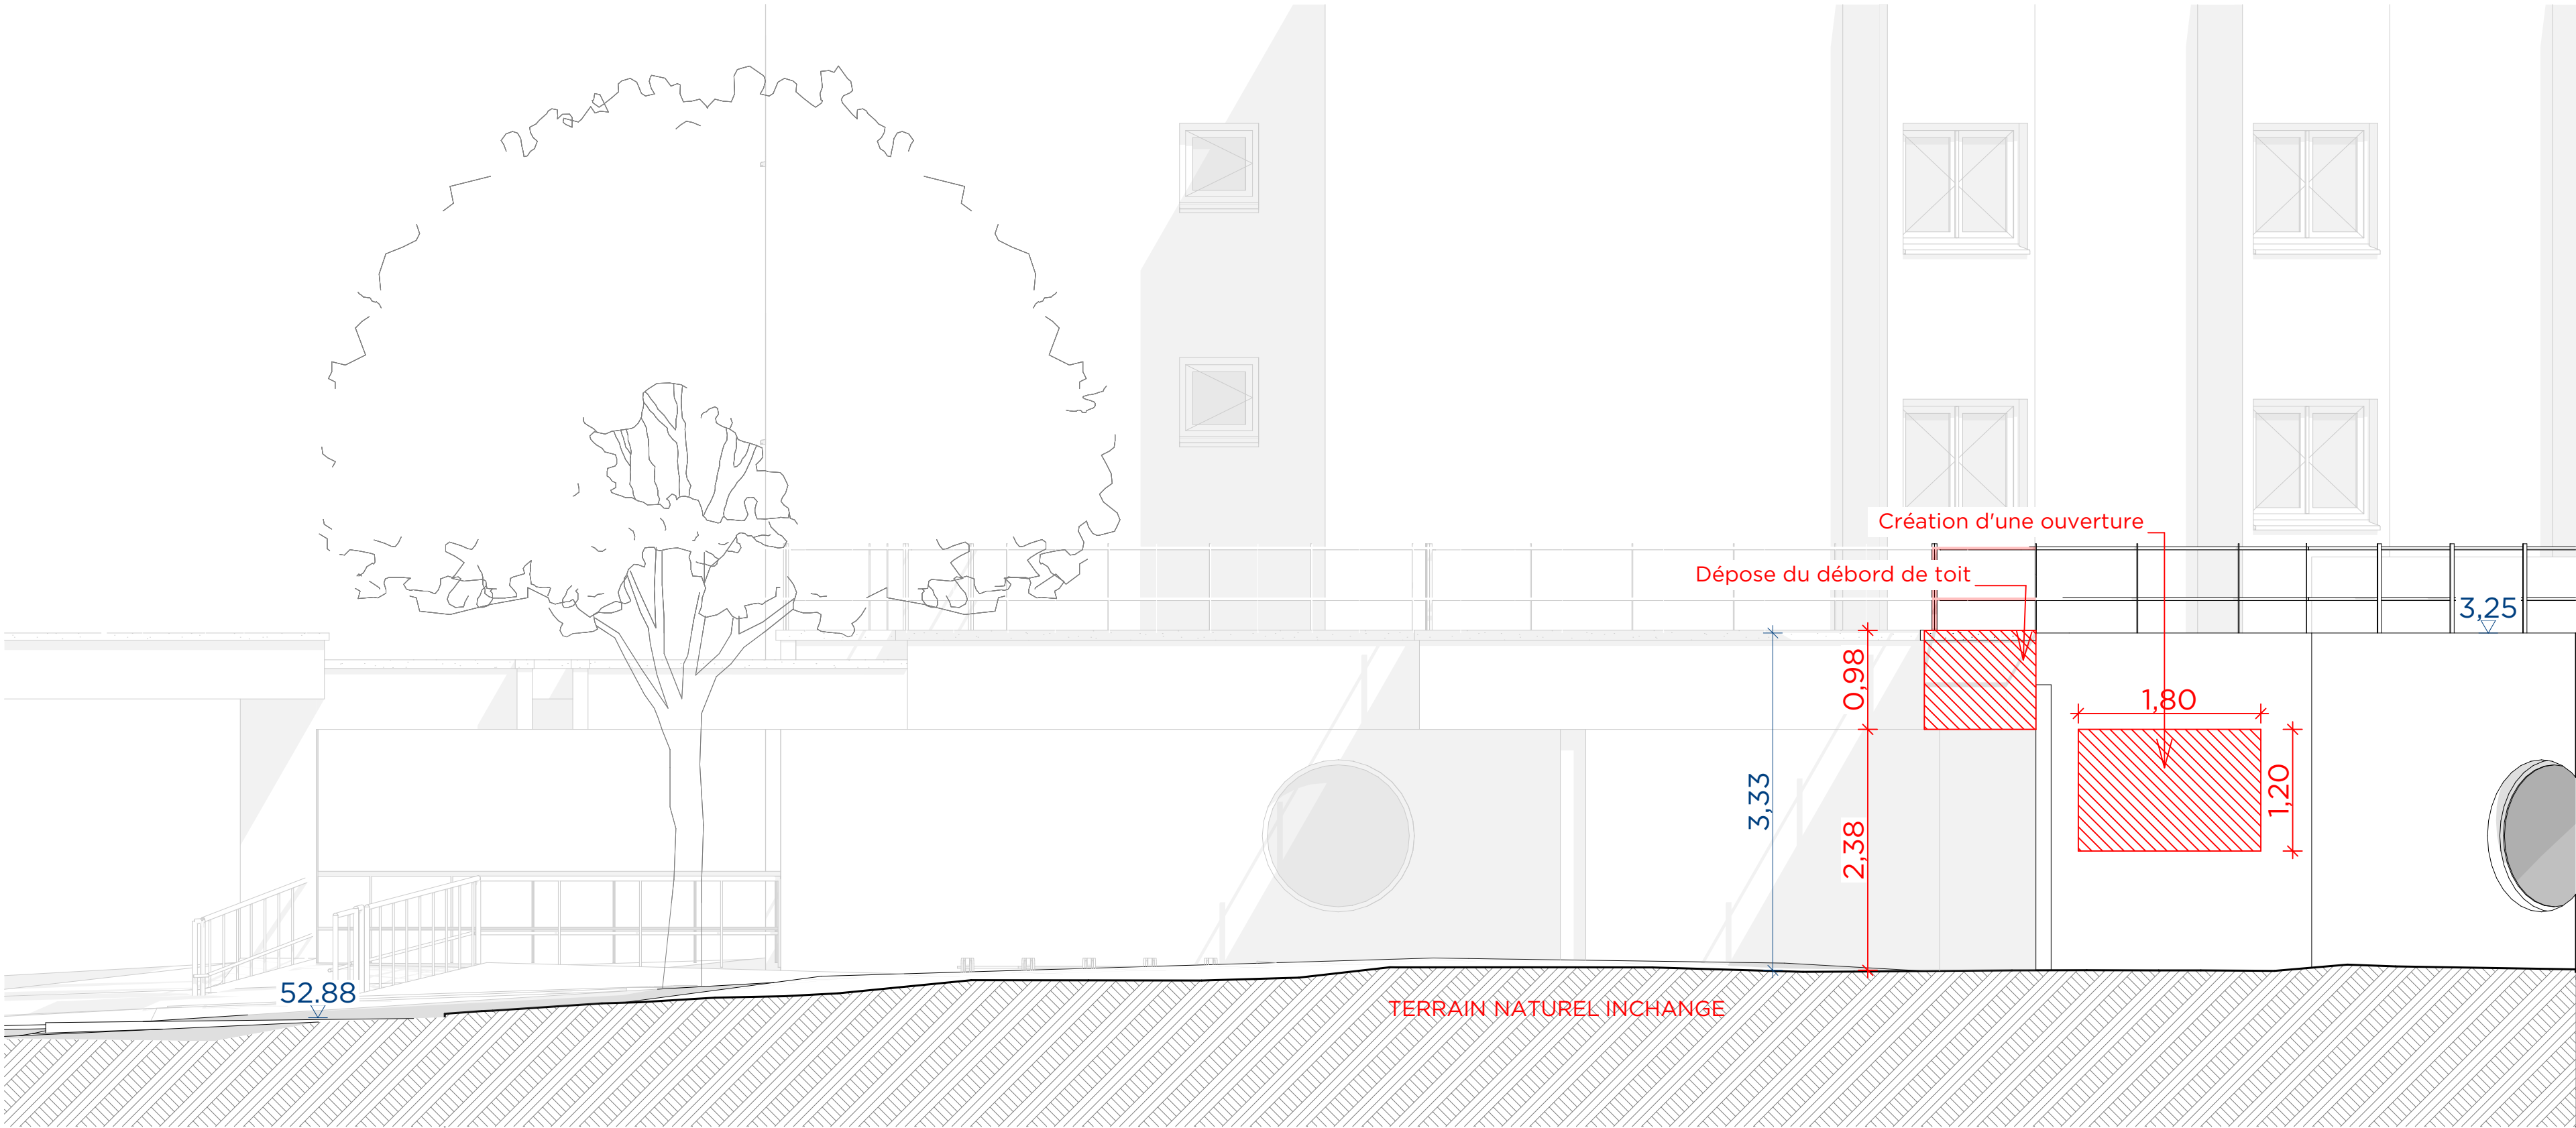 Création d'une ouverture
Dépose du débord de toit
3,25
0,98
1,80
3,33
1,20
2,38
52.88
TERRAIN NATUREL INCHANGE